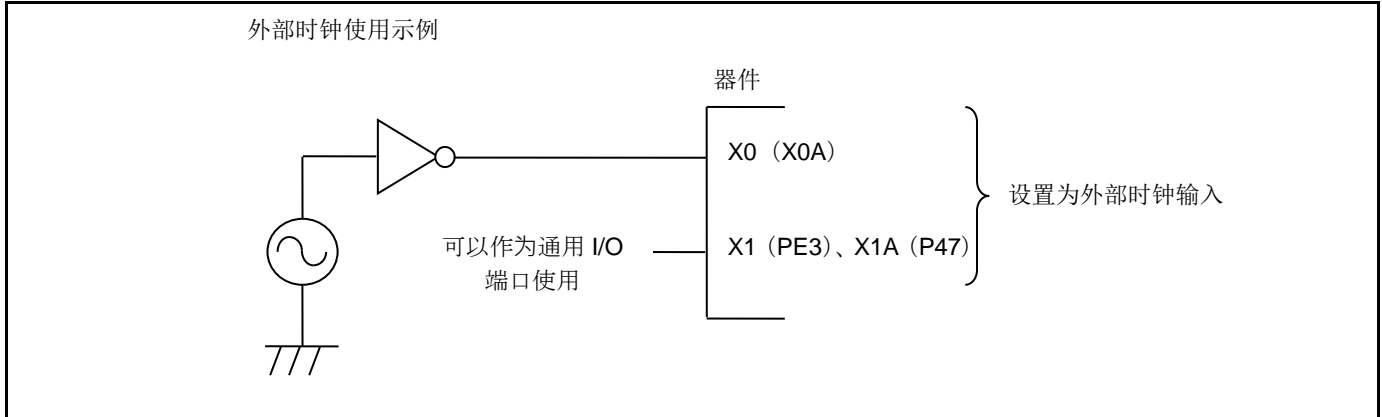 外部时钟使用示例
器件
X0（X0A）
设置为外部时钟输入
可以作为通用 I/O
端口使用
X1（PE3）、X1A（P47）